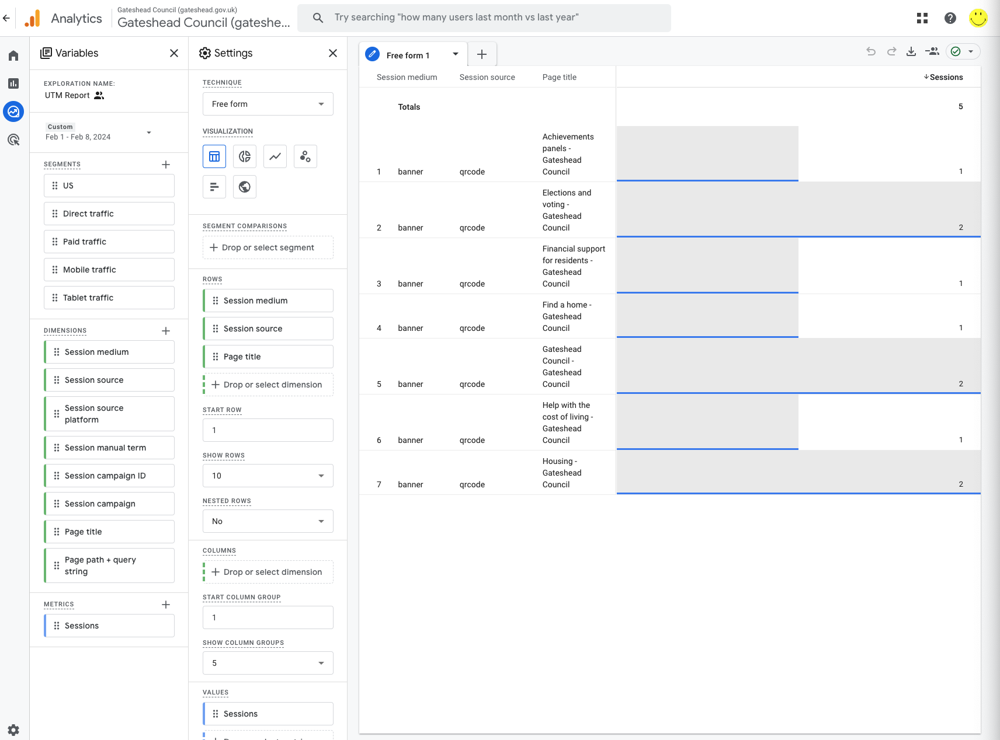 Analytics
Gateshead Council (gateshead.gov.uk)
Gateshead Council (gateshe...
Try searching "how many users last month vs last year"
Variables
EXPLORATION NAME:
UTM Report
Custom
Feb 1 - Feb 8, 2024
SEGMENTS
US
Direct traffic
Paid traffic
Mobile traffic
Tablet traffic
DIMENSIONS
Session medium
Session source
Session source
platform
Session manual term
Session campaign ID
Session campaign
Page title
Page path + query
string
METRICS
Sessions
Settings
TECHNIQUE
Free form
VISUALIZATION
SEGMENT COMPARISONS
Drop or select segment
ROWS
Session medium
Session source
Page title
Drop or select dimension
START ROW
1
SHOW ROWS
10
NESTED ROWS
No
COLUMNS
Drop or select dimension
START COLUMN GROUP
1
SHOW COLUMN GROUPS
5
VALUES
Sessions
Free form 1
Session medium Session source Page title Sessions
Totals 5
Achievements
panels -
Gateshead
1 banner qrcode Council 1
Elections and
voting -
Gateshead
2 banner qrcode Council 2
Financial support
for residents -
Gateshead
3 banner qrcode Council 1
Find a home -
Gateshead
4 banner qrcode Council 1
Gateshead
Council -
Gateshead
5 banner qrcode Council 2
Help with the
cost of living -
Gateshead
6 banner qrcode Council 1
Housing -
Gateshead
7 banner qrcode Council 2